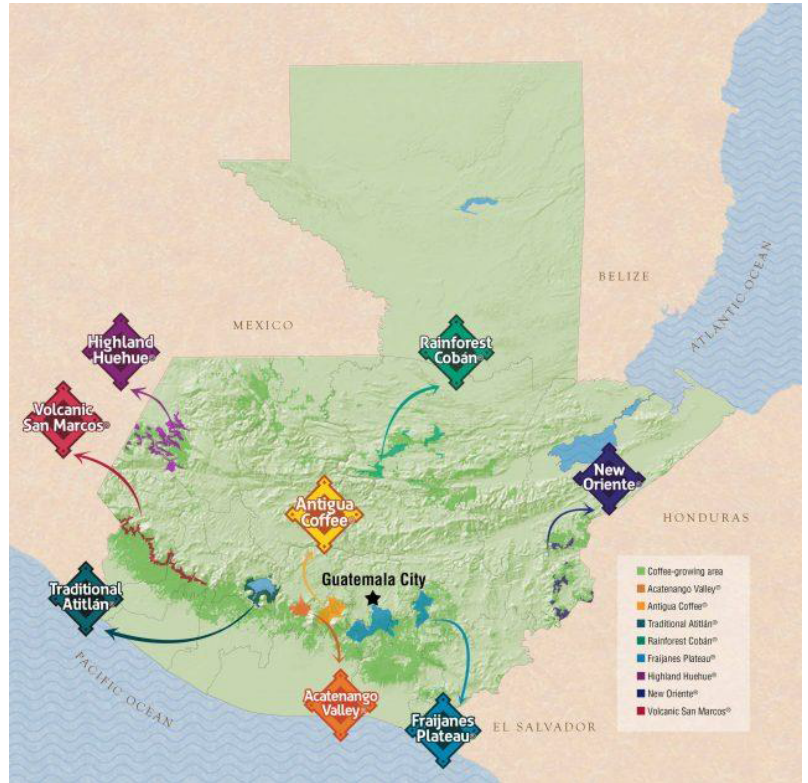 BELIZE
ATLANTIC OCEAN
MEXICO
Highland
Huehue®
Rainforest
Cobán®
Volcanic
San Marcos®
New
Oriente®
Antigua
Coffee®
HONDURAS
Guatemala City
Traditional
Atitlán®
Coffee-growing area
Acatenango Valley®
Antigua Coffee®
Traditional Atitlán®
Rainforest Cobán®
Fraijanes Plateau®
Highland Huehue®
New Oriente®
Volcanic San Marcos®
PACIFIC OCEAN
Acatenango
Valley®
Fraijanes
Plateau®
EL SALVADOR